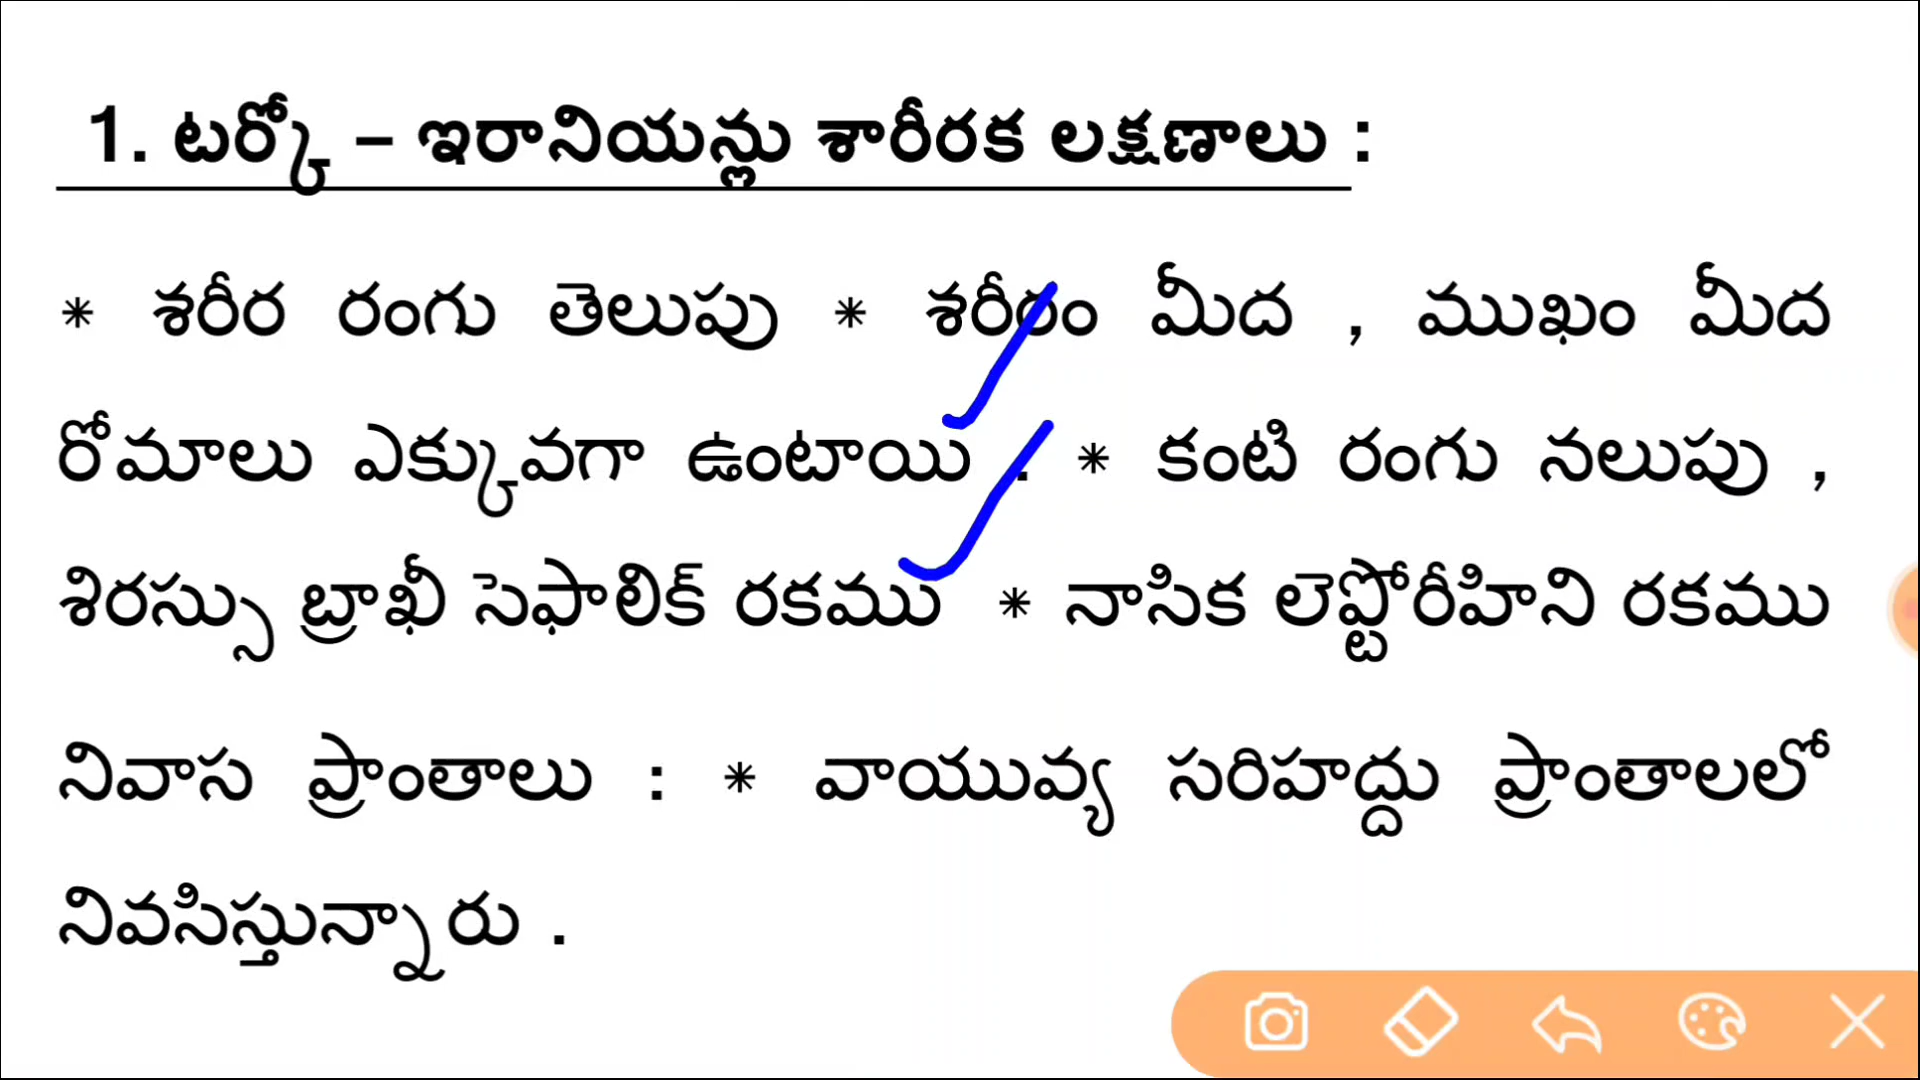 1. టర్కో – ఇరానియన్లు శారీరక లక్షణాలు :
* శరీర రంగు తెలుపు * శరీరం మీద , ముఖం మీద
రోమాలు ఎక్కువగా ఉంటాయి . * కంటి రంగు నలుపు ,
శిరస్సు బ్రాఖీ సెఫాలిక్ రకము * నాసిక లెప్టోరీహిని రకము
నివాస ప్రాంతాలు : * వాయువ్య సరిహద్దు ప్రాంతాలలో
నివసిస్తున్నారు .